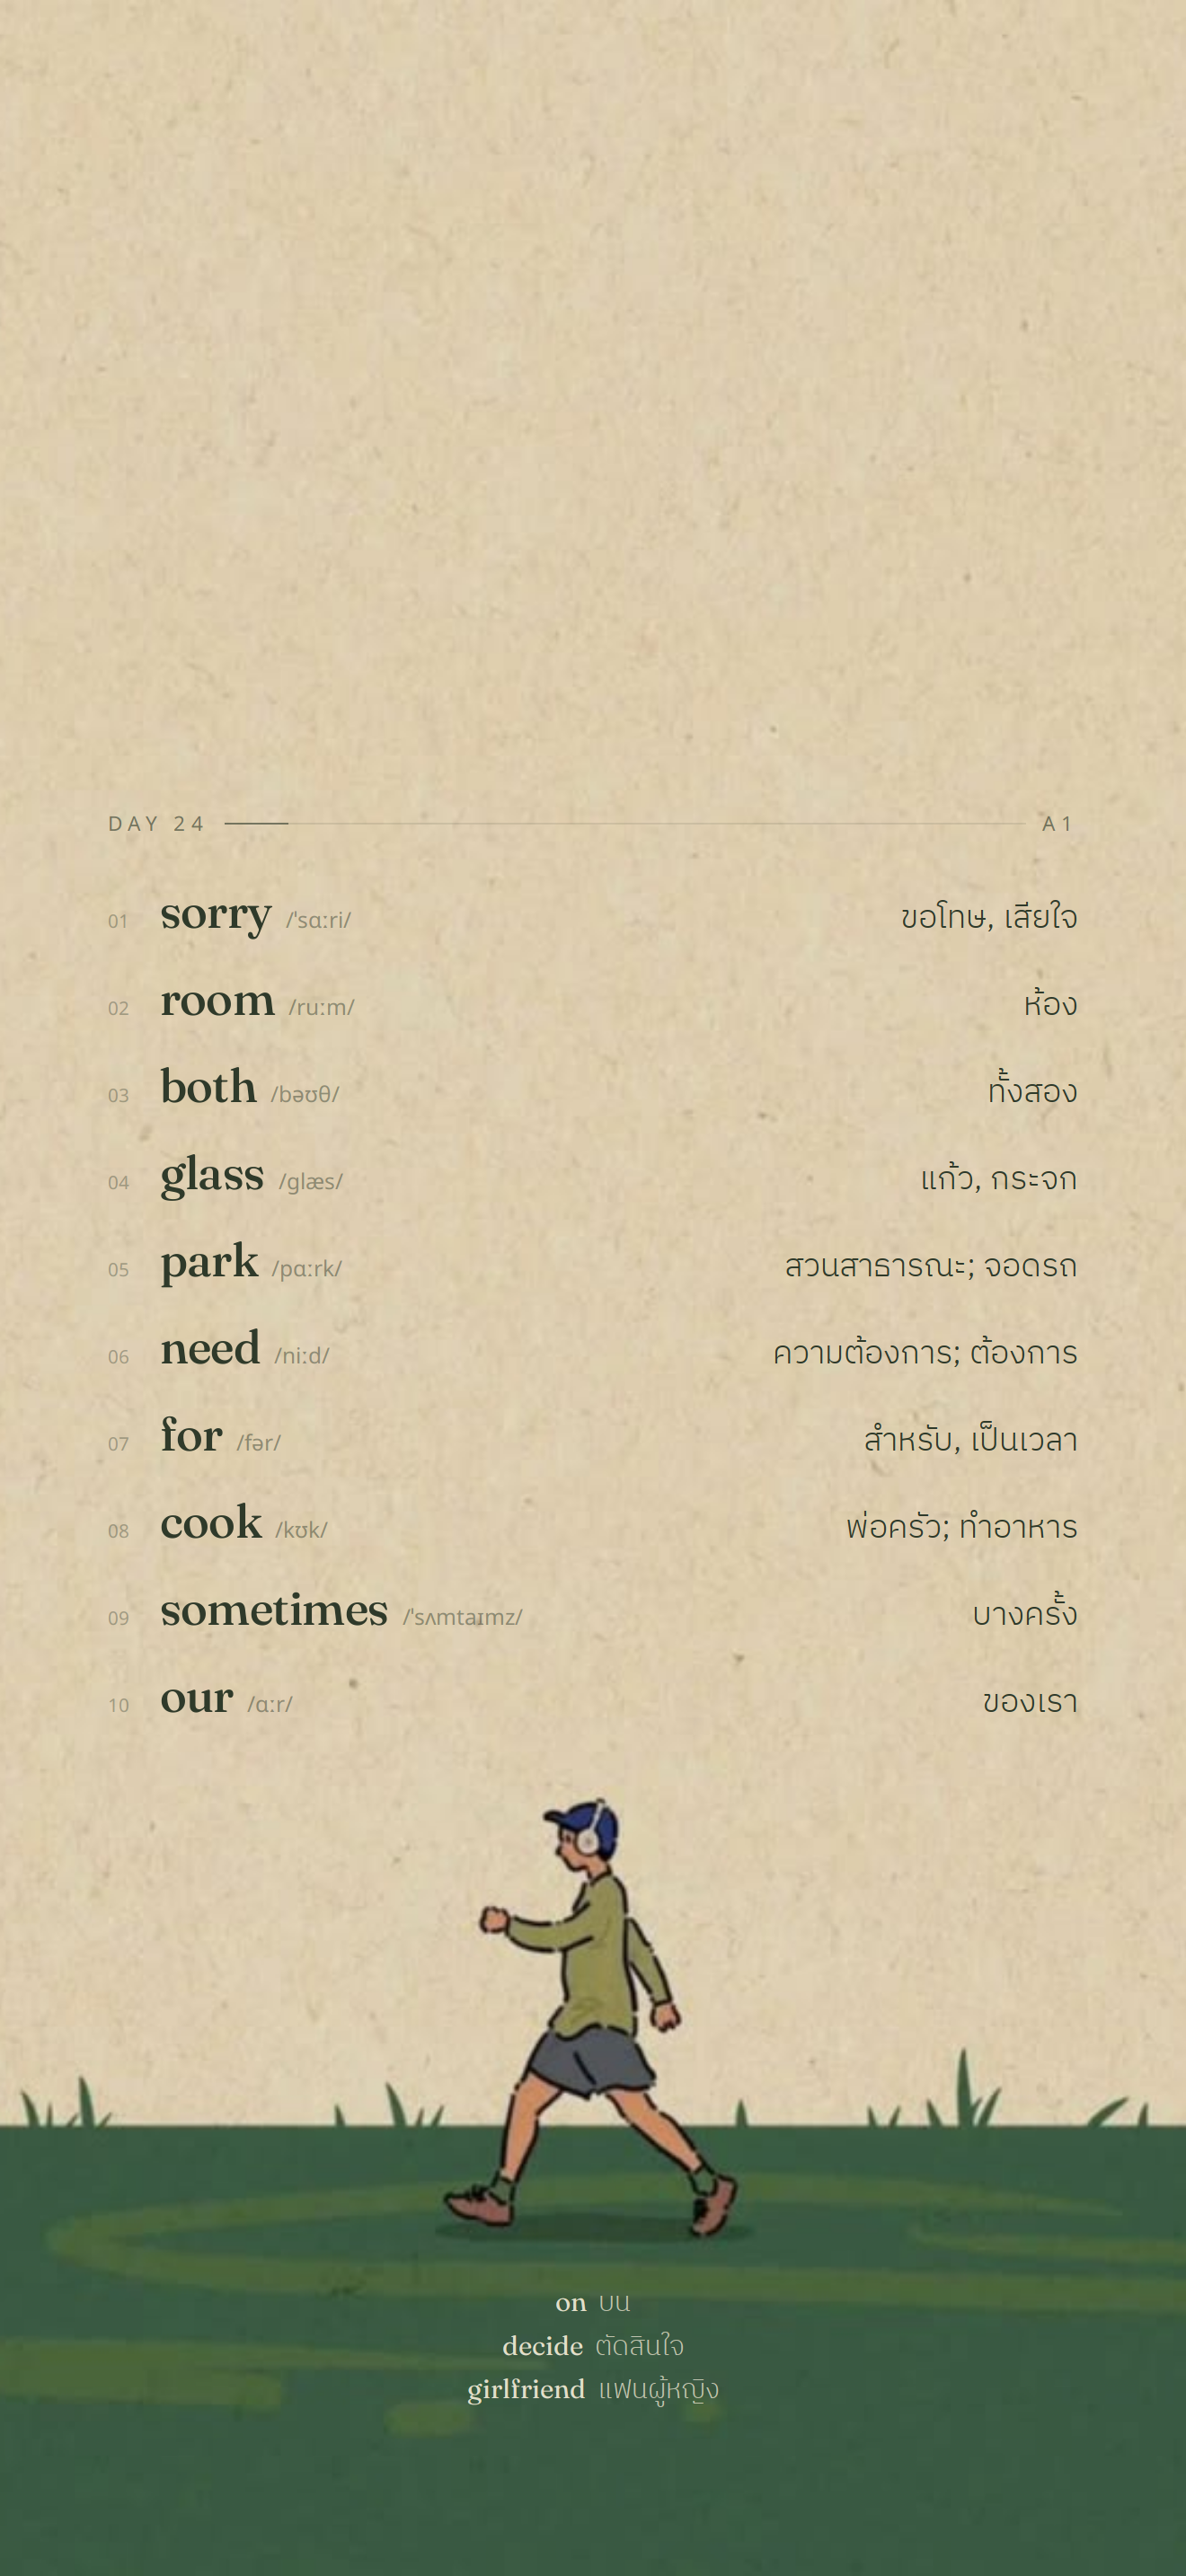 DAY 24 A1
01 sorry /ˈsɑːri/ ขอโทษ, เสียใจ
02 room /ruːm/ ห้อง
03 both /bəʊθ/ ทั้งสอง
04 glass /ɡlæs/ แก้ว, กระจก
05 park /pɑːrk/ สวนสาธารณะ; จอดรถ
06 need /niːd/ ความต้องการ; ต้องการ
07 for /fər/ สำหรับ, เป็นเวลา
08 cook /kʊk/ พ่อครัว; ทำอาหาร
09 sometimes /ˈsʌmtaɪmz/ บางครั้ง
10 our /ɑːr/ ของเรา
on บน
decide ตัดสินใจ
girlfriend แฟนผู้หญิง